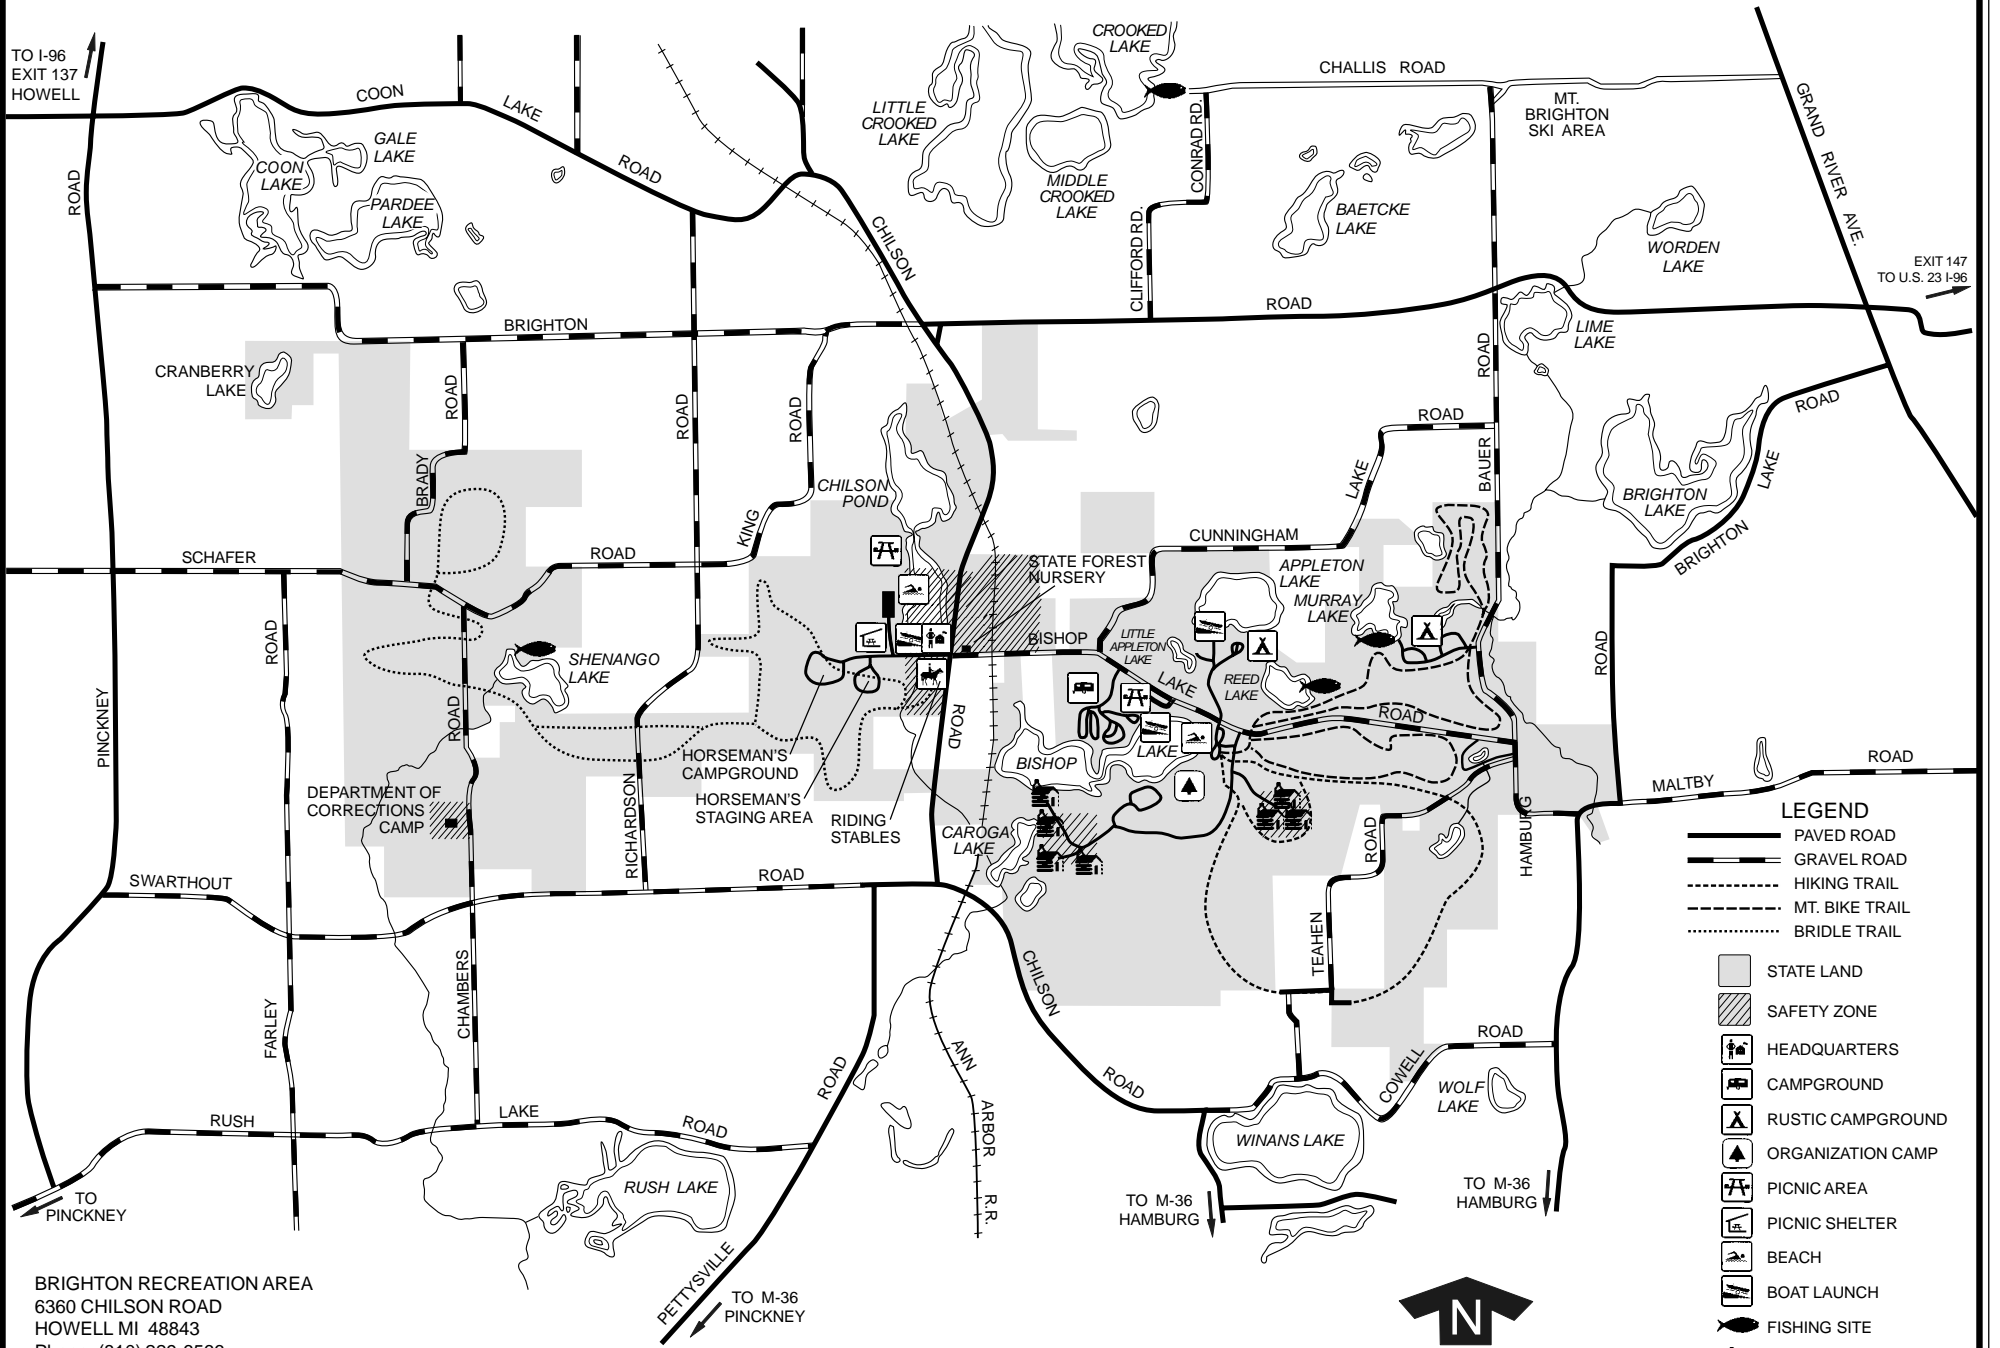 TO I-96
EXIT 137
HOWELL
COON
LAKE
ROAD
ROAD
GALE
LAKE
COON
LAKE
PARDEE
LAKE
CHILSON
CROOKED
LAKE
LITTLE
CROOKED
LAKE
MIDDLE
CROOKED
LAKE
CONRAD RD.
CLIFFORD RD.
CHALLIS ROAD
MT.
BRIGHTON
SKI AREA
BAETCKE
LAKE
GRAND RIVER AVE.
WORDEN
LAKE
EXIT 147
TO U.S. 23 I-96
LIME
LAKE
BRIGHTON
ROAD
CRANBERRY
LAKE
ROAD
BRADY
ROAD
ROAD
KING
CHILSON
POND
ROAD
BAUER
ROAD
LAKE
CUNNINGHAM
BRIGHTON
LAKE
ROAD
LAKE
BRIGHTON
SCHAFER
ROAD
STATE FOREST
NURSERY
APPLETON
LAKE
MURRAY
LAKE
BISHOP
LITTLE
APPLETON
LAKE
LAKE
REED
LAKE
ROAD
ROAD
ROAD
SHENANGO
LAKE
ROAD
PINCKNEY
HORSEMAN'S
CAMPGROUND
HORSEMAN'S
STAGING AREA
RIDING
STABLES
ROAD
BISHOP
LAKE
CAROGA
LAKE
DEPARTMENT OF
CORRECTIONS
CAMP
RICHARDSON
SWARTHOUT
ROAD
ROAD
TEAHEN
HAMBURG
MALTBY
ROAD
FARLEY
CHAMBERS
CHILSON
ROAD
ANN
ARBOR
R.R.
ROAD
PETTYSVILLE
RUSH
LAKE
ROAD
RUSH LAKE
COWELL
ROAD
WOLF
LAKE
WINANS LAKE
TO
PINCKNEY
TO M-36
PINCKNEY
TO M-36
HAMBURG
TO M-36
HAMBURG
LEGEND
PAVED ROAD
GRAVEL ROAD
HIKING TRAIL
MT. BIKE TRAIL
BRIDLE TRAIL
STATE LAND
SAFETY ZONE
HEADQUARTERS
CAMPGROUND
RUSTIC CAMPGROUND
ORGANIZATION CAMP
PICNIC AREA
PICNIC SHELTER
BEACH
BOAT LAUNCH
FISHING SITE
N
BRIGHTON RECREATION AREA
6360 CHILSON ROAD
HOWELL MI 48843